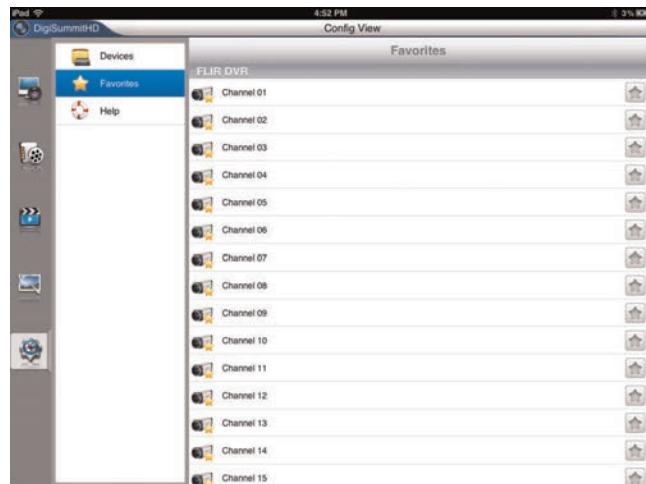 iPad 4:52 PM 3%
DigiSummitHD Config View
Devices
Favorites
Help
Favorites
FLIR DVR
Channel 01
Channel 02
Channel 03
Channel 04
Channel 05
Channel 06
Channel 07
Channel 08
Channel 09
Channel 10
Channel 11
Channel 12
Channel 13
Channel 14
Channel 15